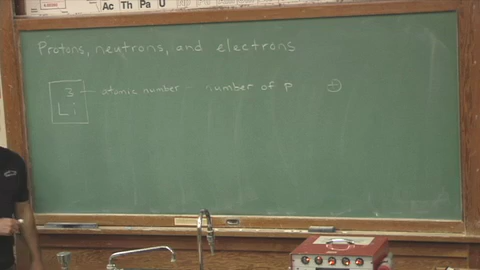 Ac Th Pa U
Protons, neutrons, and electrons
3 — atomic number - number of p ⊕
Li